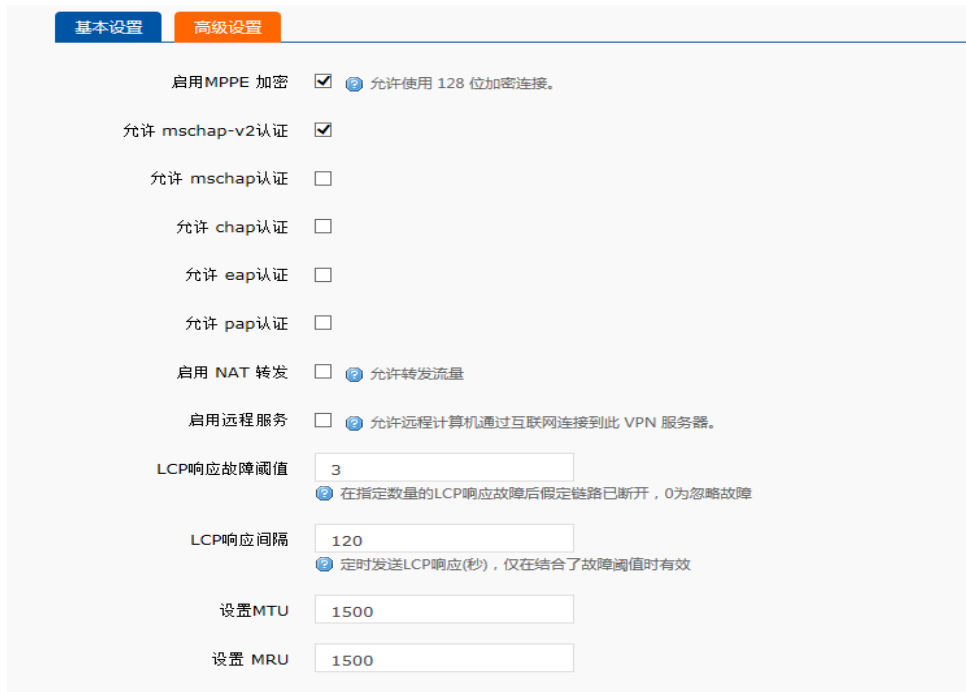 基本设置 高级设置
启用MPPE 加密 允许使用 128 位加密连接。
允许 mschap-v2认证
允许 mschap认证
允许 chap认证
允许 eap认证
允许 pap认证
启用 NAT 转发 允许转发流量
启用远程服务 允许远程计算机通过互联网连接到此 VPN 服务器。
LCP响应故障阈值 3
在指定数量的LCP响应故障后假定链路已断开，0为忽略故障
LCP响应间隔 120
定时发送LCP响应(秒)，仅在结合了故障阈值时有效
设置MTU 1500
设置 MRU 1500